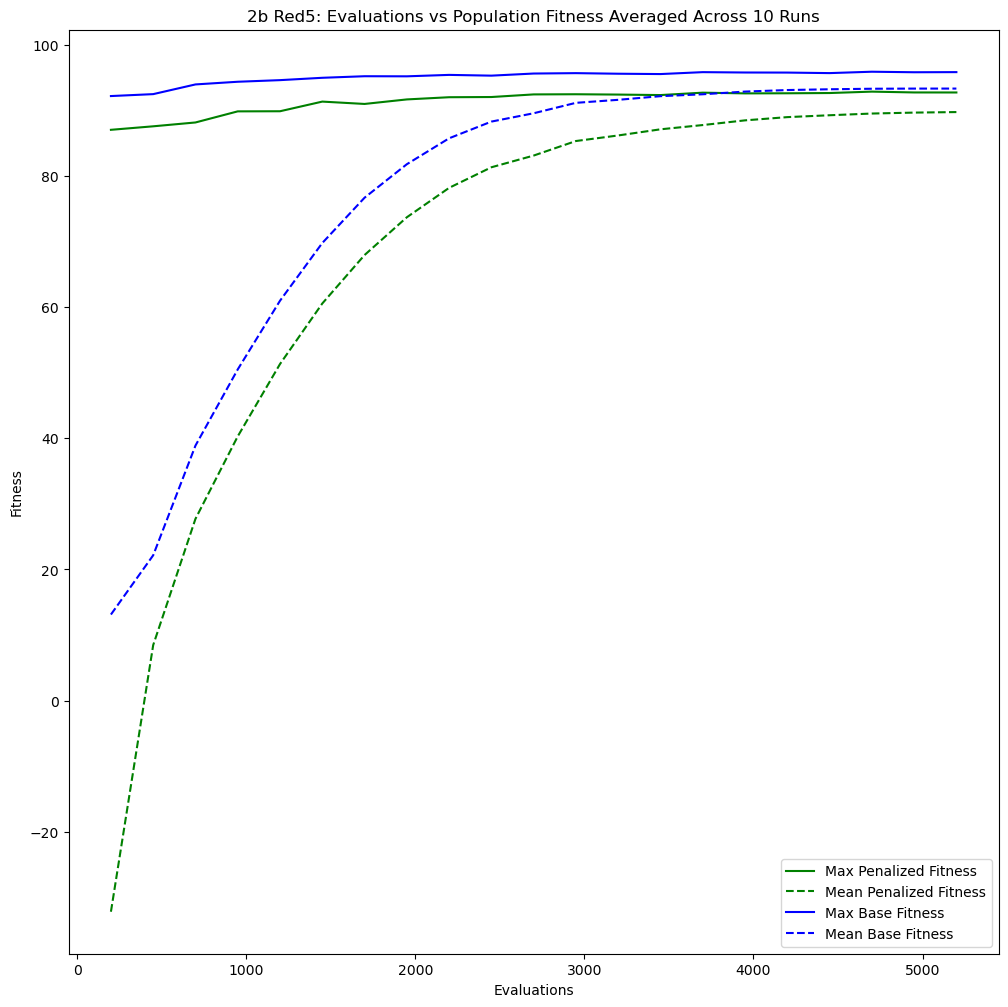 2b Red5: Evaluations vs Population Fitness Averaged Across 10 Runs
100
80
60
40
20
0
−20
Fitness
0 1000 2000 3000 4000 5000
Evaluations
Max Penalized Fitness
Mean Penalized Fitness
Max Base Fitness
Mean Base Fitness